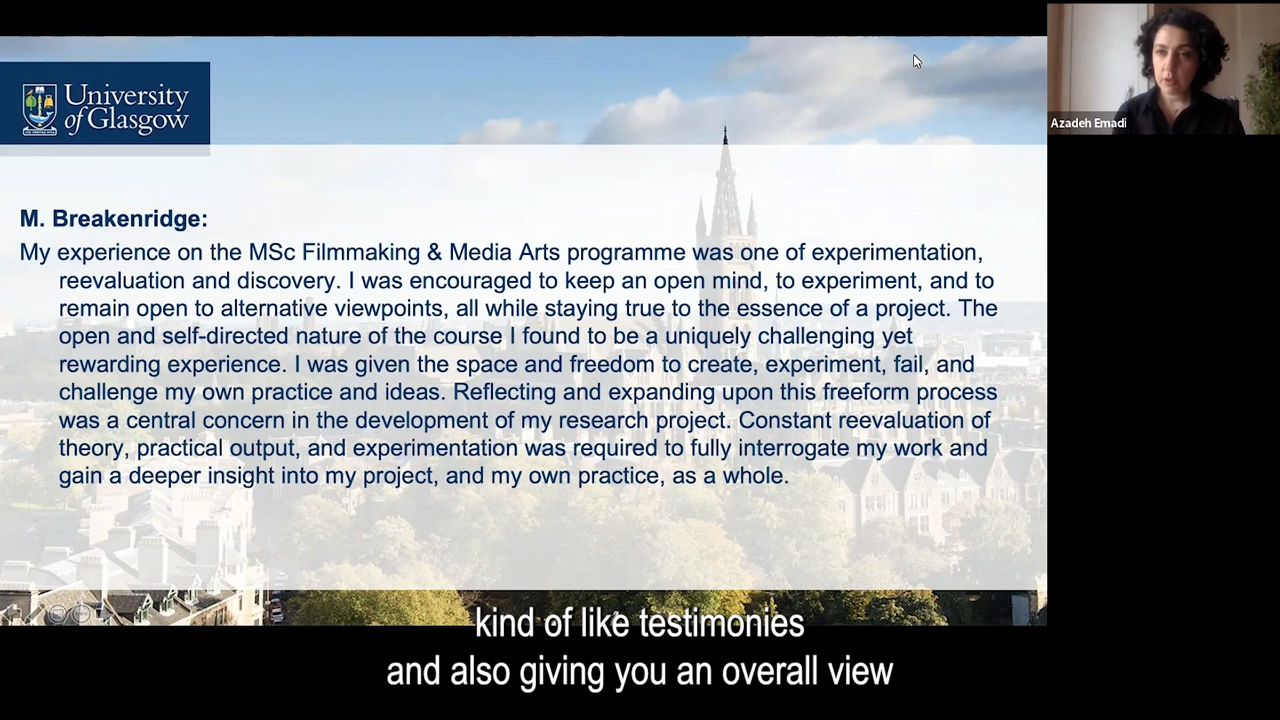 University
of Glasgow
Azadeh Emadi
M. Breakenridge:
My experience on the MSc Filmmaking & Media Arts programme was one of experimentation,
reevaluation and discovery. I was encouraged to keep an open mind, to experiment, and to
remain open to alternative viewpoints, all while staying true to the essence of a project. The
open and self-directed nature of the course I found to be a uniquely challenging yet
rewarding experience. I was given the space and freedom to create, experiment, fail, and
challenge my own practice and ideas. Reflecting and expanding upon this freeform process
was a central concern in the development of my research project. Constant reevaluation of
theory, practical output, and experimentation was required to fully interrogate my work and
gain a deeper insight into my project, and my own practice, as a whole.
kind of like testimonies
and also giving you an overall view